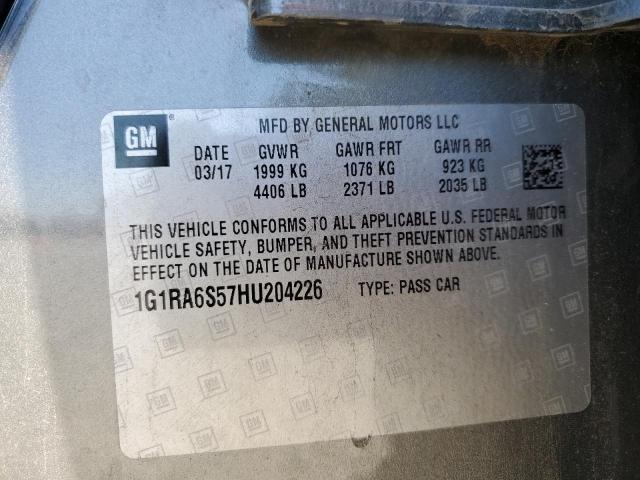 GM
MFD BY GENERAL MOTORS LLC
DATE GVWR GAWR FRT GAWR RR
03/17 1999 KG 1076 KG 923 KG
4406 LB 2371 LB 2035 LB
THIS VEHICLE CONFORMS TO ALL APPLICABLE U.S. FEDERAL MOTOR
VEHICLE SAFETY, BUMPER, AND THEFT PREVENTION STANDARDS IN
EFFECT ON THE DATE OF MANUFACTURE SHOWN ABOVE.
1G1RA6S57HU204226 TYPE: PASS CAR